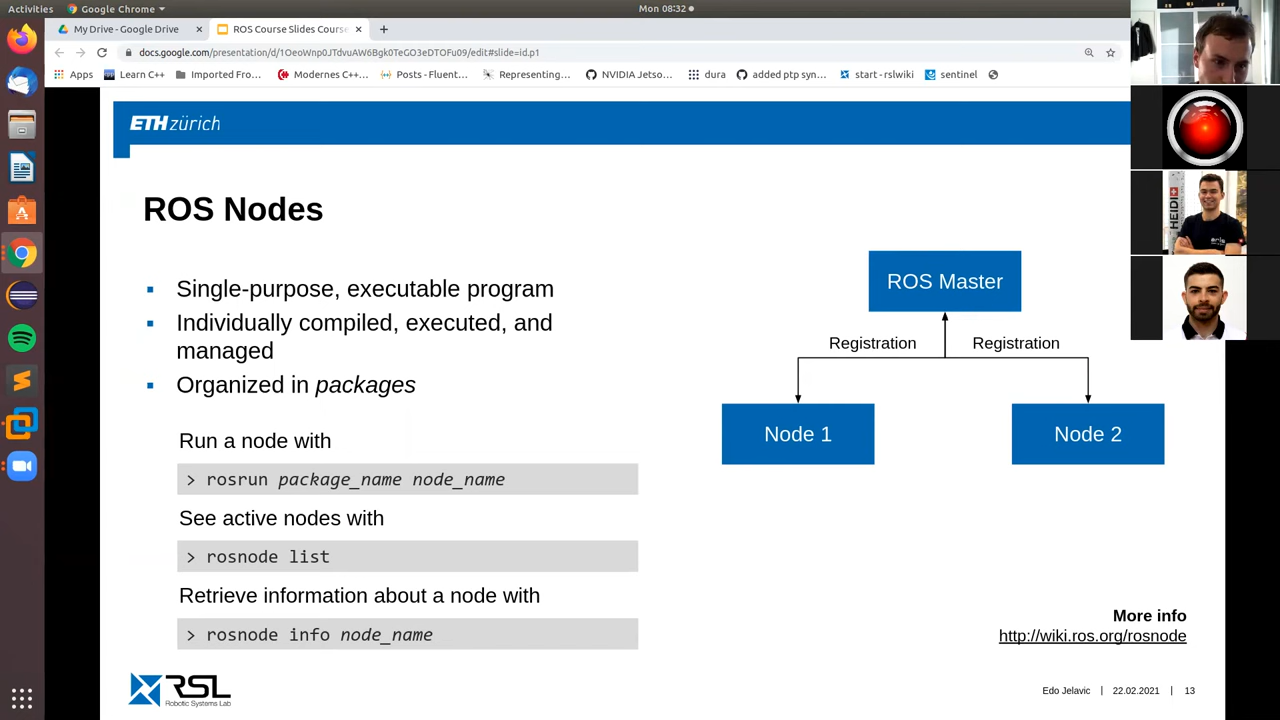 Activities
Google Chrome
Mon 08:32
My Drive - Google Drive
ROS Course Slides Course
docs.google.com/presentation/d/1OeoWnp0JTdvuAW6Bgk0TeGO3eDTOFu09/edit#slide=id.p1
Apps
Learn C++
Imported Fro...
Modernes C++...
Posts - Fluent...
Representing...
NVIDIA Jetso...
dura
added ptp syn...
start - rslwiki
sentinel
ETH zürich
ROS Nodes
Single-purpose, executable program
Individually compiled, executed, and
managed
Organized in packages
Run a node with
> rosrun package_name node_name
See active nodes with
> rosnode list
Retrieve information about a node with
> rosnode info node_name
ROS Master
Registration
Registration
Node 1
Node 2
HEIDI
More info
http://wiki.ros.org/rosnode
RSL
Robotic Systems Lab
Edo Jelavic | 22.02.2021 | 13